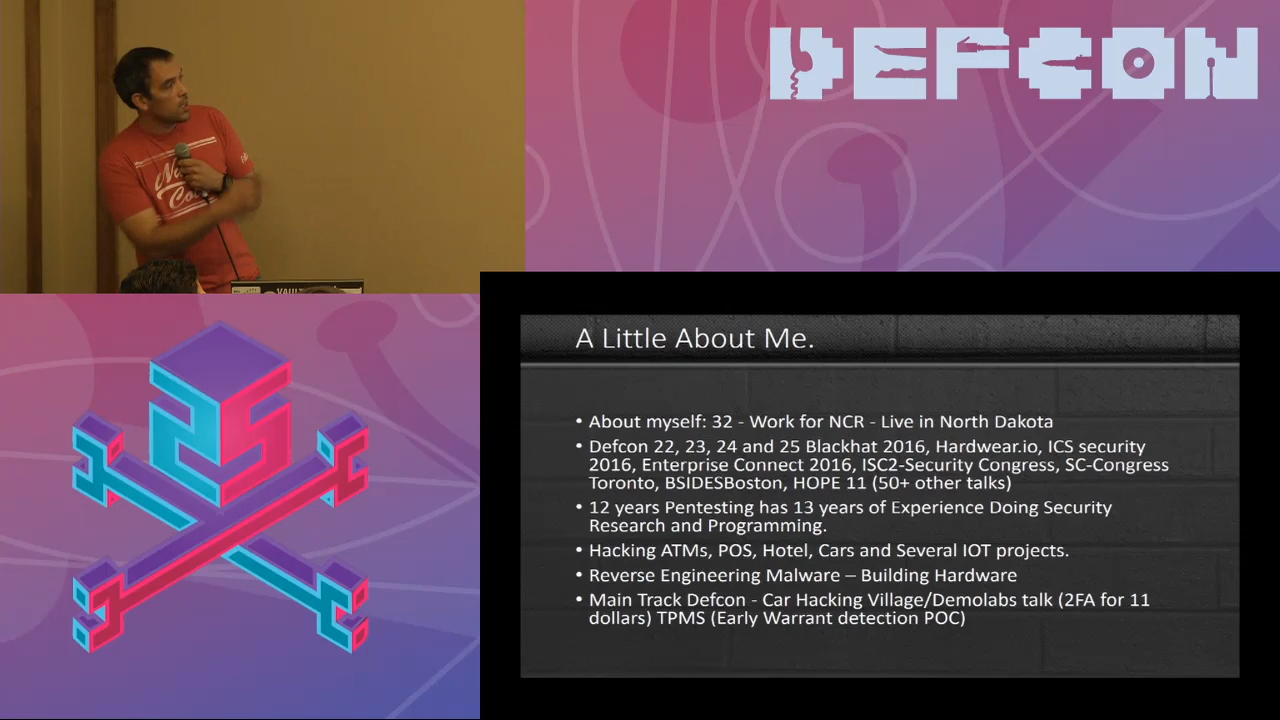 DEFCON
VAUL
A Little About Me.
• About myself: 32 - Work for NCR - Live in North Dakota
• Defcon 22, 23, 24 and 25 Blackhat 2016, Hardwear.io, ICS security
2016, Enterprise Connect 2016, ISC2-Security Congress, SC-Congress
Toronto, BSIDESBoston, HOPE 11 (50+ other talks)
• 12 years Pentesting has 13 years of Experience Doing Security
Research and Programming.
• Hacking ATMs, POS, Hotel, Cars and Several IOT projects.
• Reverse Engineering Malware – Building Hardware
• Main Track Defcon - Car Hacking Village/Demolabs talk (2FA for 11
dollars) TPMS (Early Warrant detection POC)